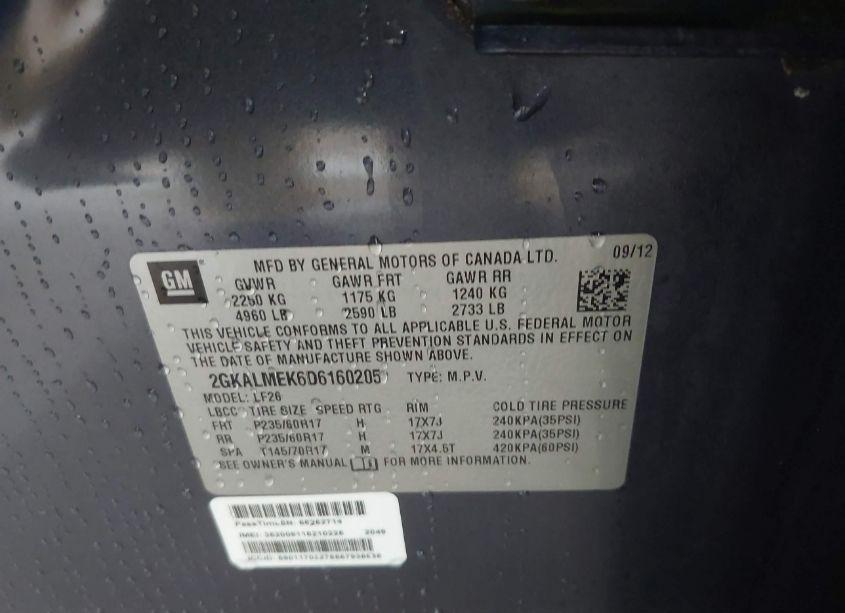 GM
MFD BY GENERAL MOTORS OF CANADA LTD. 09/12
GVWR GAWR FRT GAWR RR
2250 KG 1175 KG 1240 KG
4960 LB 2590 LB 2733 LB
THIS VEHICLE CONFORMS TO ALL APPLICABLE U.S. FEDERAL MOTOR
VEHICLE SAFETY AND THEFT PREVENTION STANDARDS IN EFFECT ON
THE DATE OF MANUFACTURE SHOWN ABOVE.
2GKALMEK6D6160205 TYPE: M.P.V.
MODEL: LF26
LBCC TIRE SIZE SPEED RTG RIM COLD TIRE PRESSURE
FRT P235/60R17 H 17X7J 240KPA(35PSI)
RR P235/60R17 H 17X7J 240KPA(35PSI)
SPA T145/70R17 M 17X4.5T 420KPA(60PSI)
SEE OWNER'S MANUAL FOR MORE INFORMATION.
PassTime
IMEI: 2049
ICCID: